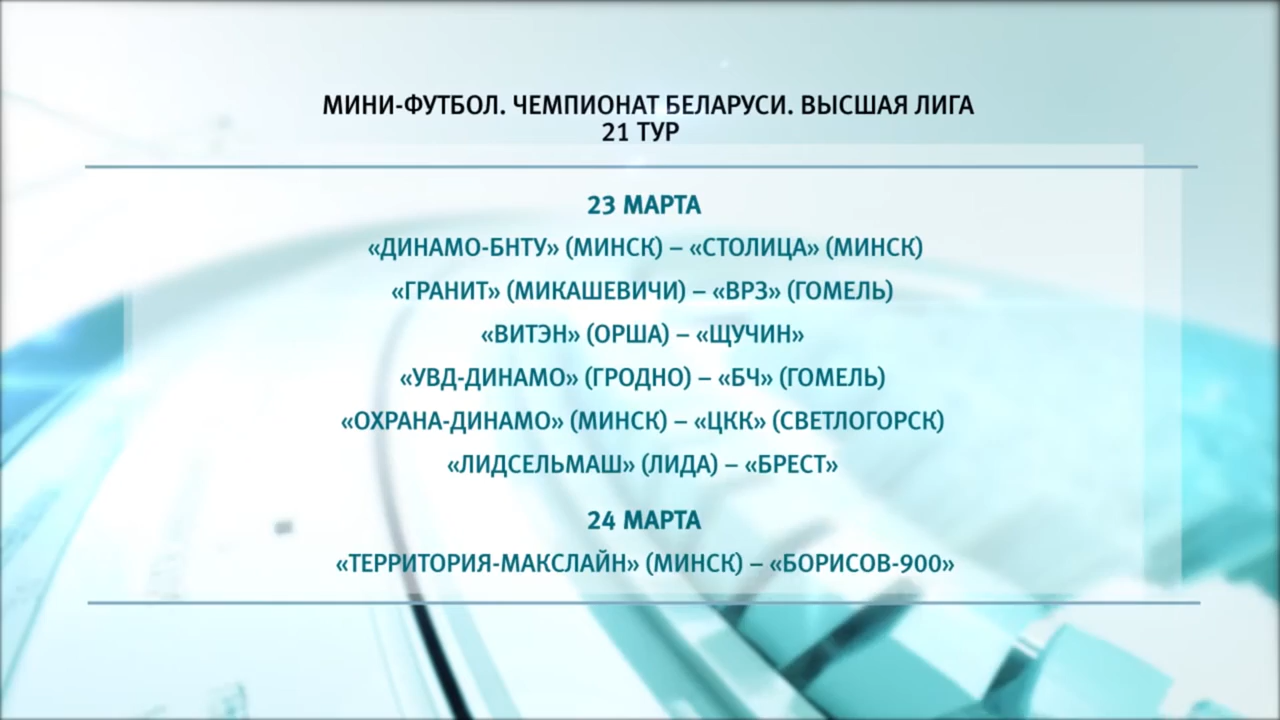 МИНИ-ФУТБОЛ. ЧЕМПИОНАТ БЕЛАРУСИ. ВЫСШАЯ ЛИГА
21 ТУР
23 МАРТА
«ДИНАМО-БНТУ» (МИНСК) – «СТОЛИЦА» (МИНСК)
«ГРАНИТ» (МИКАШЕВИЧИ) – «ВРЗ» (ГОМЕЛЬ)
«ВИТЭН» (ОРША) – «ЩУЧИН»
«УВД-ДИНАМО» (ГРОДНО) – «БЧ» (ГОМЕЛЬ)
«ОХРАНА-ДИНАМО» (МИНСК) – «ЦКК» (СВЕТЛОГОРСК)
«ЛИДСЕЛЬМАШ» (ЛИДА) – «БРЕСТ»
24 МАРТА
«ТЕРРИТОРИЯ-МАКСЛАЙН» (МИНСК) – «БОРИСОВ-900»